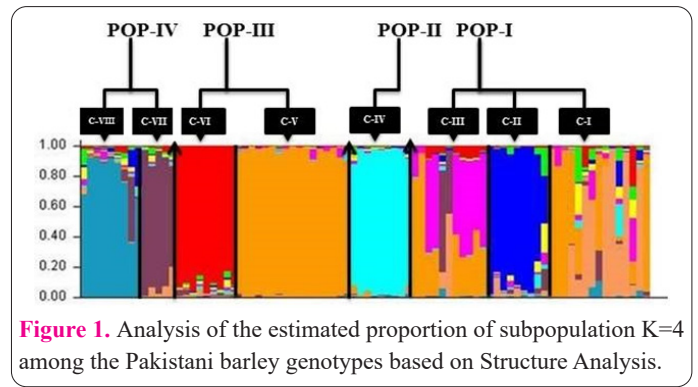 POP-IV POP-III POP-II POP-I
C-VIII C-VII C-VI C-V C-IV C-III C-II C-I
1.00
0.80
0.60
0.40
0.20
0.00
Figure 1. Analysis of the estimated proportion of subpopulation K=4
among the Pakistani barley genotypes based on Structure Analysis.